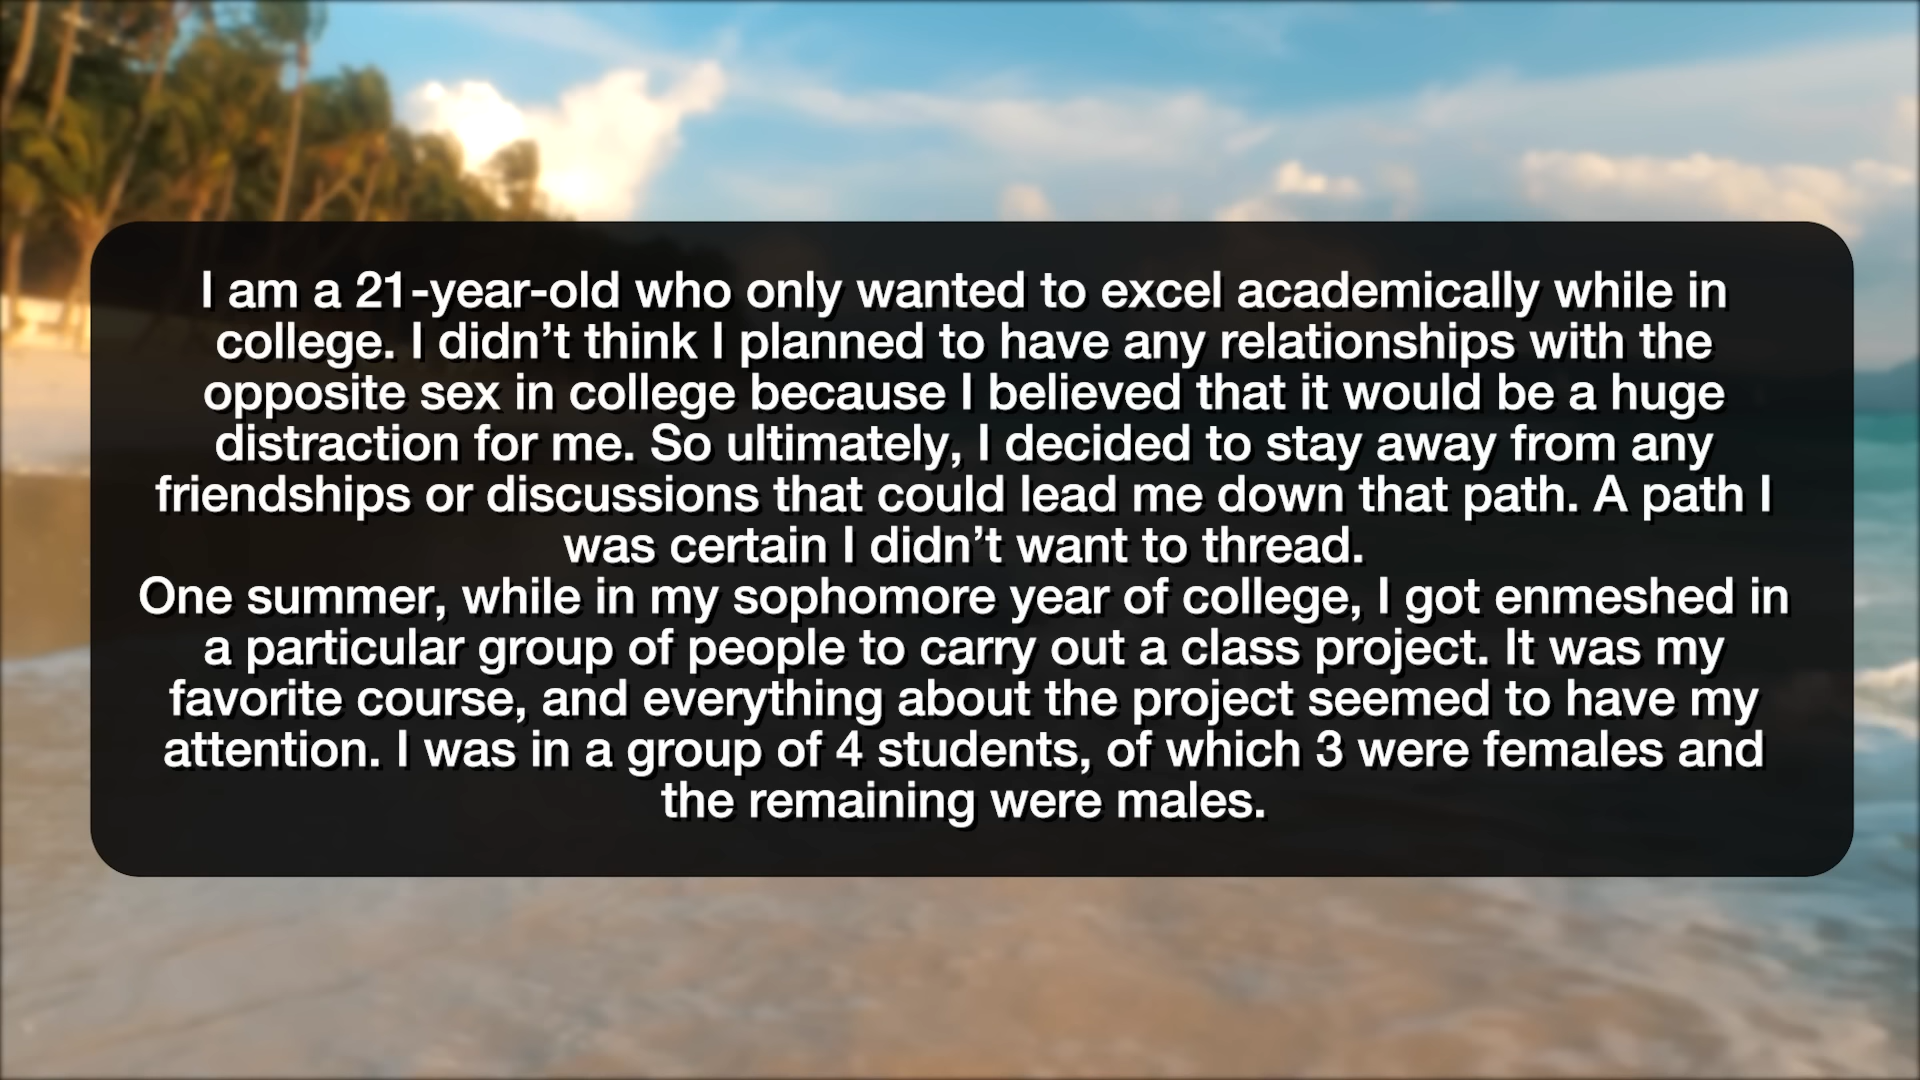 I am a 21-year-old who only wanted to excel academically while in
college. I didn’t think I planned to have any relationships with the
opposite sex in college because I believed that it would be a huge
distraction for me. So ultimately, I decided to stay away from any
friendships or discussions that could lead me down that path. A path I
was certain I didn’t want to thread.
One summer, while in my sophomore year of college, I got enmeshed in
a particular group of people to carry out a class project. It was my
favorite course, and everything about the project seemed to have my
attention. I was in a group of 4 students, of which 3 were females and
the remaining were males.